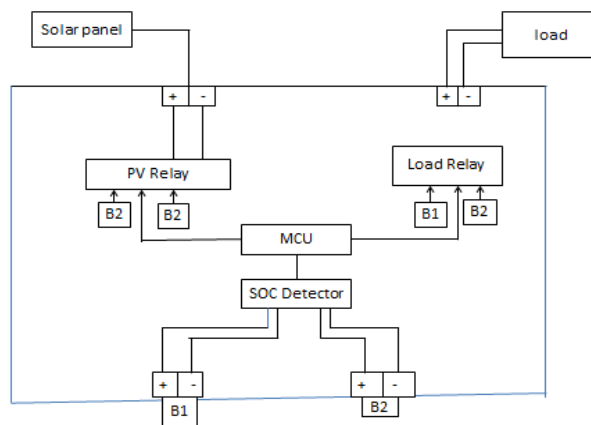 Solar panel
load
+ -
+ -
PV Relay
Load Relay
B2
B2
B1
B2
MCU
SOC Detector
+ -
+ -
B1
B2